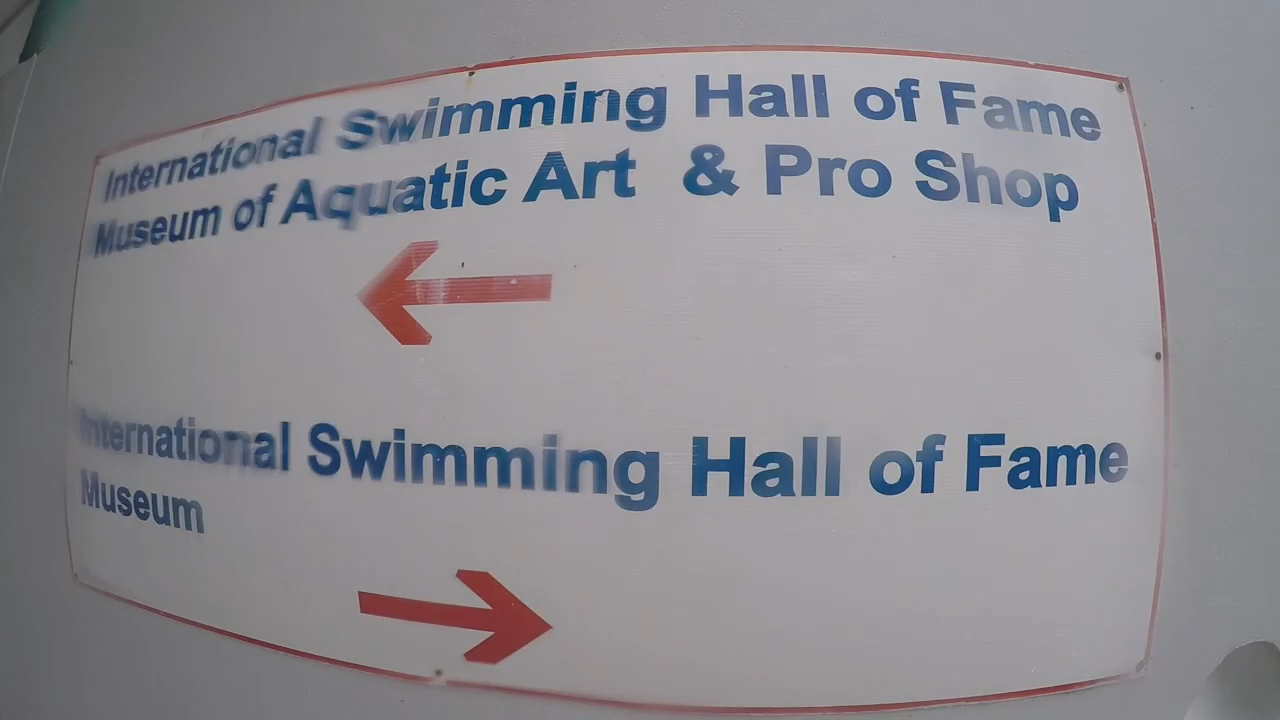 International Swimming Hall of Fame
Museum of Aquatic Art & Pro Shop
International Swimming Hall of Fame
Museum